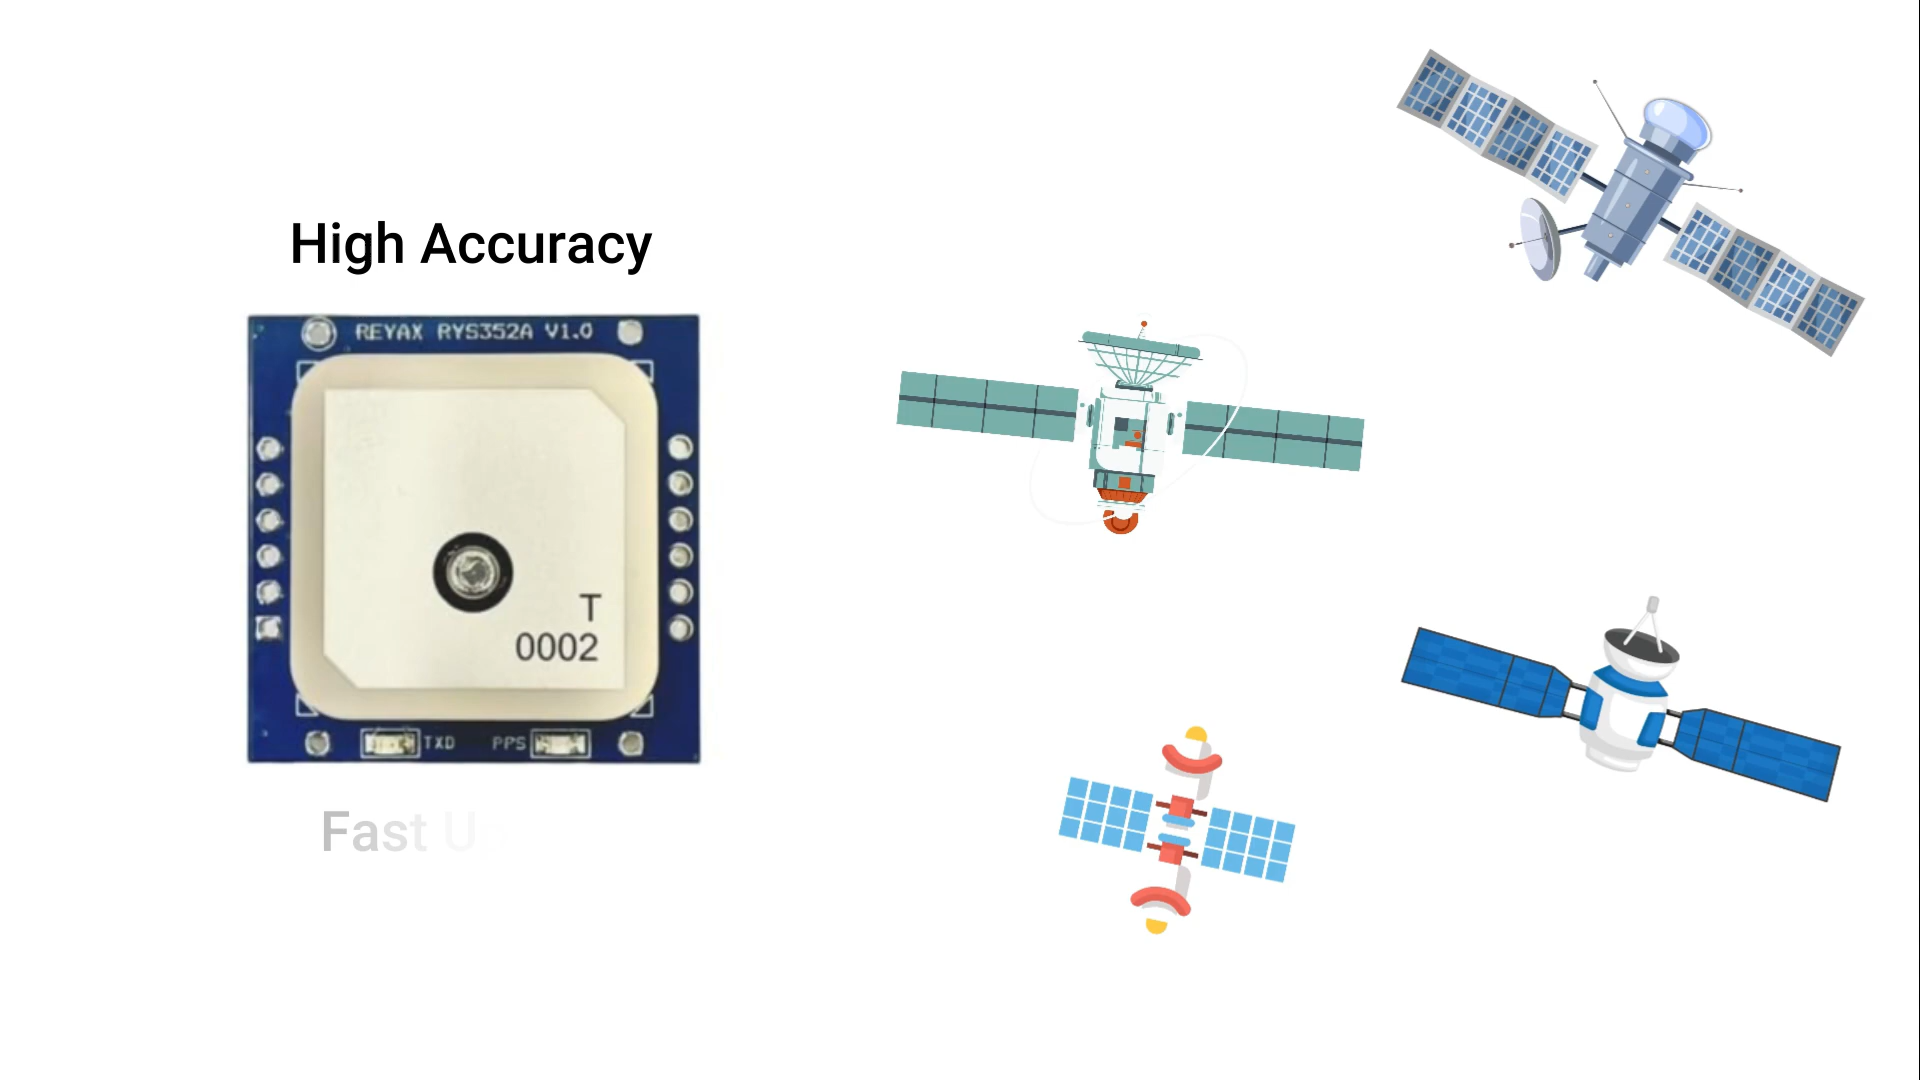 High Accuracy
REYAX RYS352A V1.0
T
0002
TXD PPS
Fast U